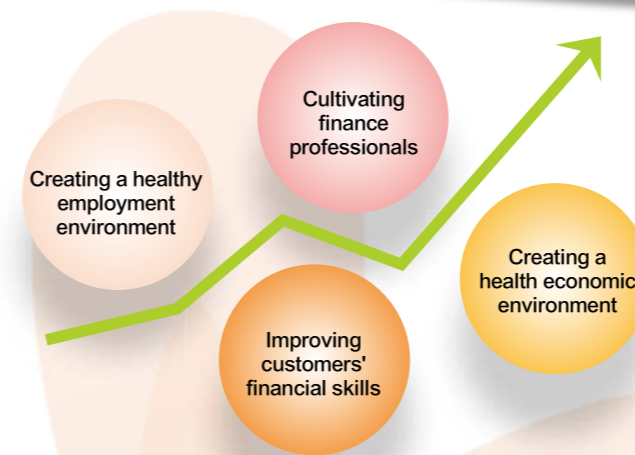 Creating a healthy
employment
environment
Cultivating
finance
professionals
Improving
customers'
financial skills
Creating a
health economic
environment